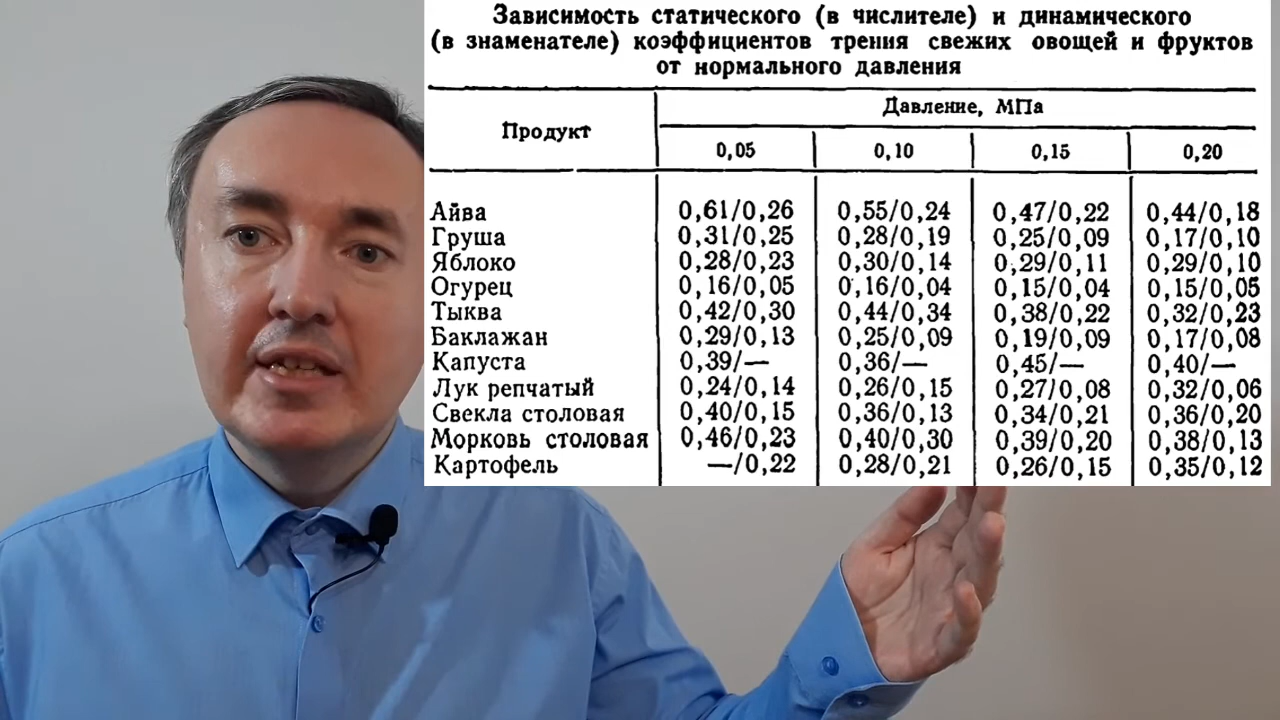 Зависимость статического (в числителе) и динамического
(в знаменателе) коэффициентов трения свежих овощей и фруктов
от нормального давления
Продукт
Давление, МПа
0,05 0,10 0,15 0,20
Айва 0,61/0,26 0,55/0,24 0,47/0,22 0,44/0,18
Груша 0,31/0,25 0,28/0,19 0,25/0,09 0,17/0,10
Яблоко 0,28/0,23 0,30/0,14 0,29/0,11 0,29/0,10
Огурец 0,16/0,05 0,16/0,04 0,15/0,04 0,15/0,05
Тыква 0,42/0,30 0,44/0,34 0,38/0,22 0,32/0,23
Баклажан 0,29/0,13 0,25/0,09 0,19/0,09 0,17/0,08
Капуста 0,39/— 0,36/— 0,45/— 0,40/—
Лук репчатый 0,24/0,14 0,26/0,15 0,27/0,08 0,32/0,06
Свекла столовая 0,40/0,15 0,36/0,13 0,34/0,21 0,36/0,20
Морковь столовая 0,46/0,23 0,40/0,30 0,39/0,20 0,38/0,13
Картофель —/0,22 0,28/0,21 0,26/0,15 0,35/0,12